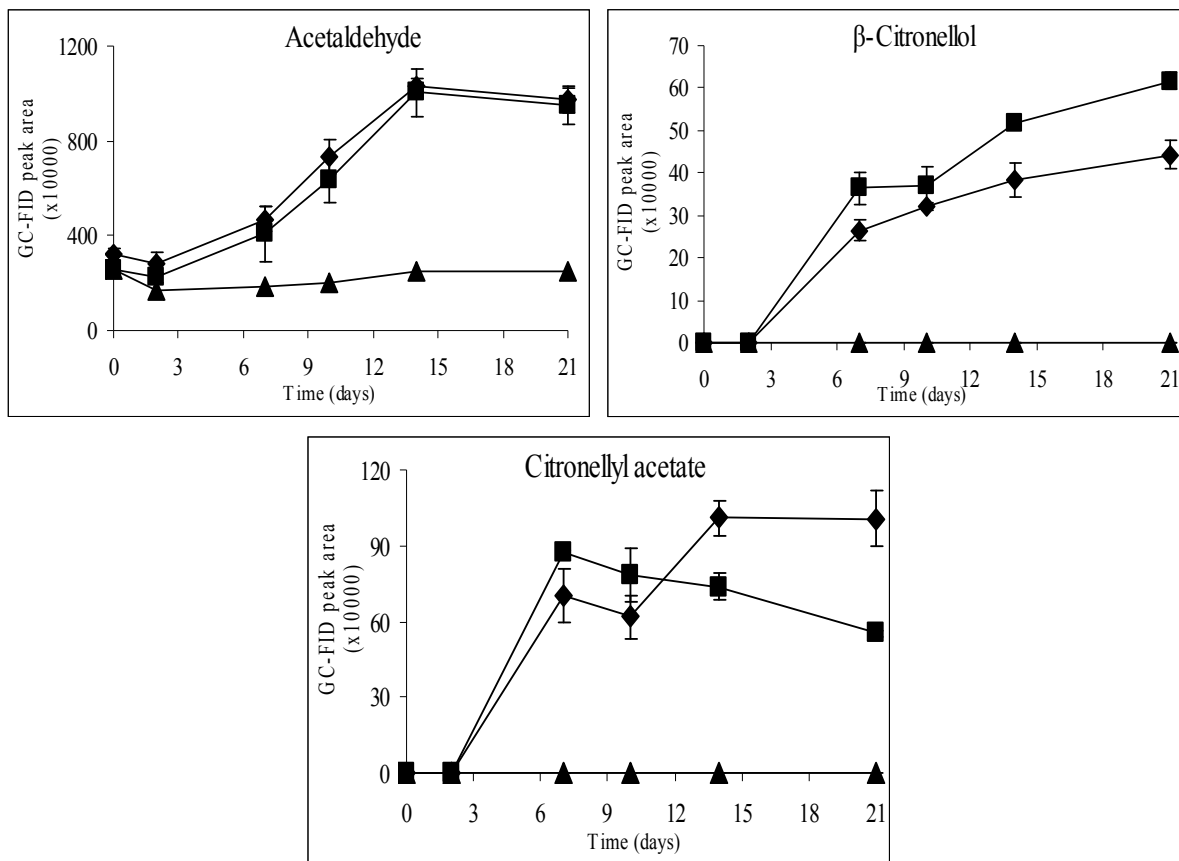 Acetaldehyde
GC-FID peak area
(x10000)
1200
800
400
0
0 3 6 9 12 15 18 21
Time (days)
β-Citronellol
GC-FID peak area
(x10000)
70
60
50
40
30
20
10
0
0 3 6 9 12 15 18 21
Time (days)
Citronellyl acetate
GC-FID peak area
(x10000)
120
90
60
30
0
0 3 6 9 12 15 18 21
Time (days)